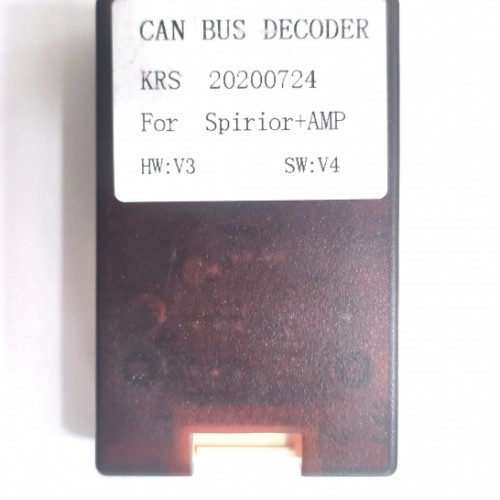 CAN BUS DECODER
KRS 20200724
For Spirior+AMP
HW:V3 SW:V4